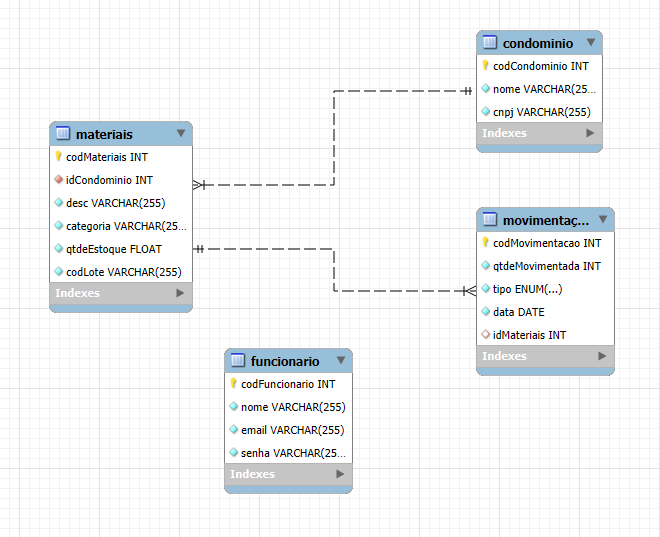 condominio
codCondominio INT
nome VARCHAR(25...
cnpj VARCHAR(255)
Indexes
materiais
codMateriais INT
idCondominio INT
desc VARCHAR(255)
categoria VARCHAR(25...
qtdeEstoque FLOAT
codLote VARCHAR(255)
Indexes
movimentaç...
codMovimentacao INT
qtdeMovimentada INT
tipo ENUM(...)
data DATE
idMateriais INT
Indexes
funcionario
codFuncionario INT
nome VARCHAR(255)
email VARCHAR(255)
senha VARCHAR(25...
Indexes